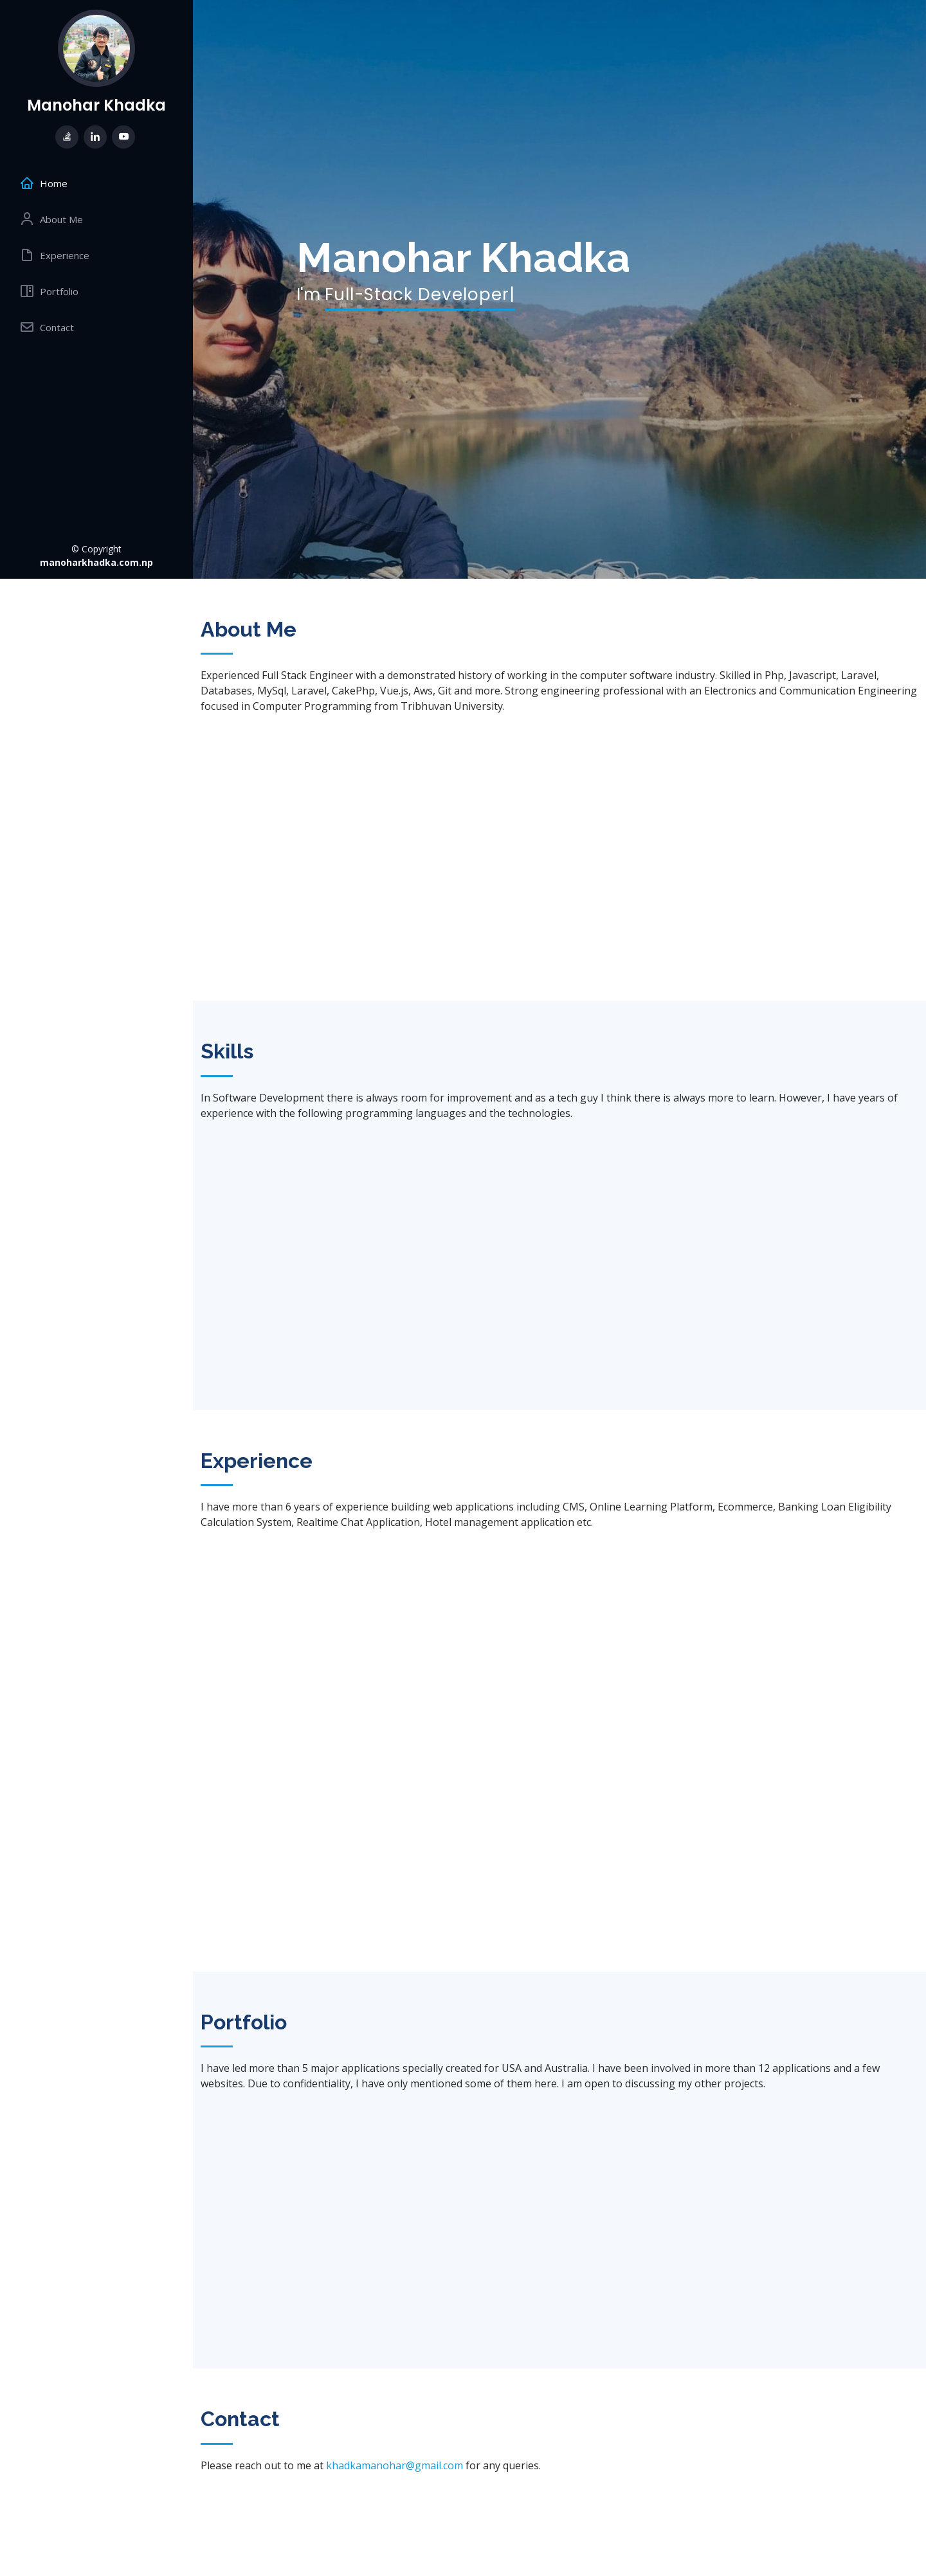 Manohar Khadka
Home
About Me
Experience
Portfolio
Contact
© Copyright
manoharkhadka.com.np
Manohar Khadka
I'm Full-Stack Developer|
About Me
Experienced Full Stack Engineer with a demonstrated history of working in the computer software industry. Skilled in Php, Javascript, Laravel,
Databases, MySql, Laravel, CakePhp, Vue.js, Aws, Git and more. Strong engineering professional with an Electronics and Communication Engineering
focused in Computer Programming from Tribhuvan University.
Skills
In Software Development there is always room for improvement and as a tech guy I think there is always more to learn. However, I have years of
experience with the following programming languages and the technologies.
Experience
I have more than 6 years of experience building web applications including CMS, Online Learning Platform, Ecommerce, Banking Loan Eligibility
Calculation System, Realtime Chat Application, Hotel management application etc.
Portfolio
I have led more than 5 major applications specially created for USA and Australia. I have been involved in more than 12 applications and a few
websites. Due to confidentiality, I have only mentioned some of them here. I am open to discussing my other projects.
Contact
Please reach out to me at khadkamanohar@gmail.com for any queries.